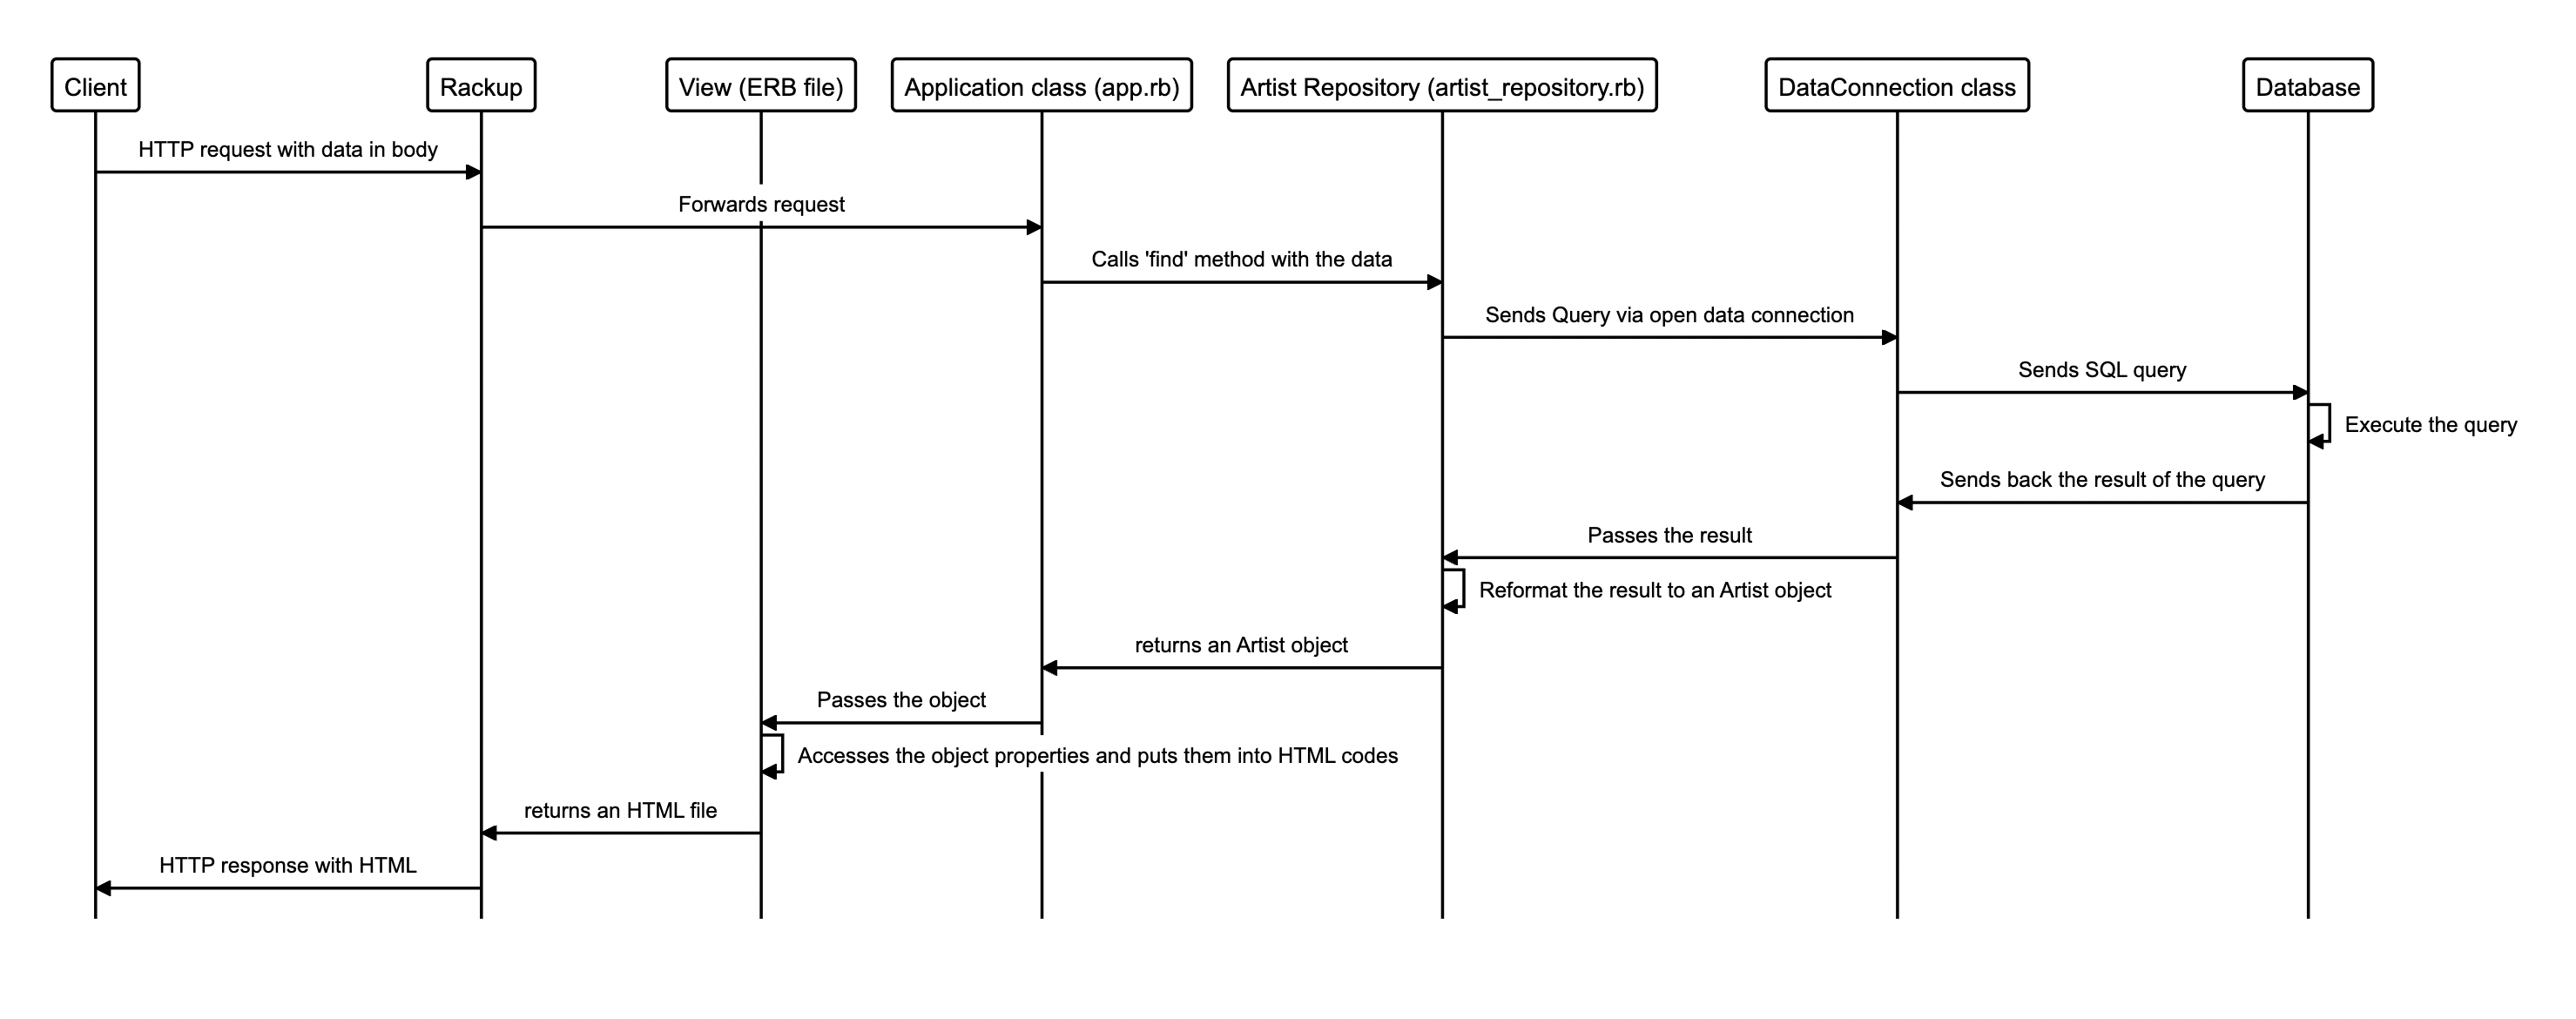 Client
Rackup
View (ERB file)
Application class (app.rb)
Artist Repository (artist_repository.rb)
DataConnection class
Database
HTTP request with data in body
Forwards request
Calls 'find' method with the data
Sends Query via open data connection
Sends SQL query
Execute the query
Sends back the result of the query
Passes the result
Reformat the result to an Artist object
returns an Artist object
Passes the object
Accesses the object properties and puts them into HTML codes
returns an HTML file
HTTP response with HTML